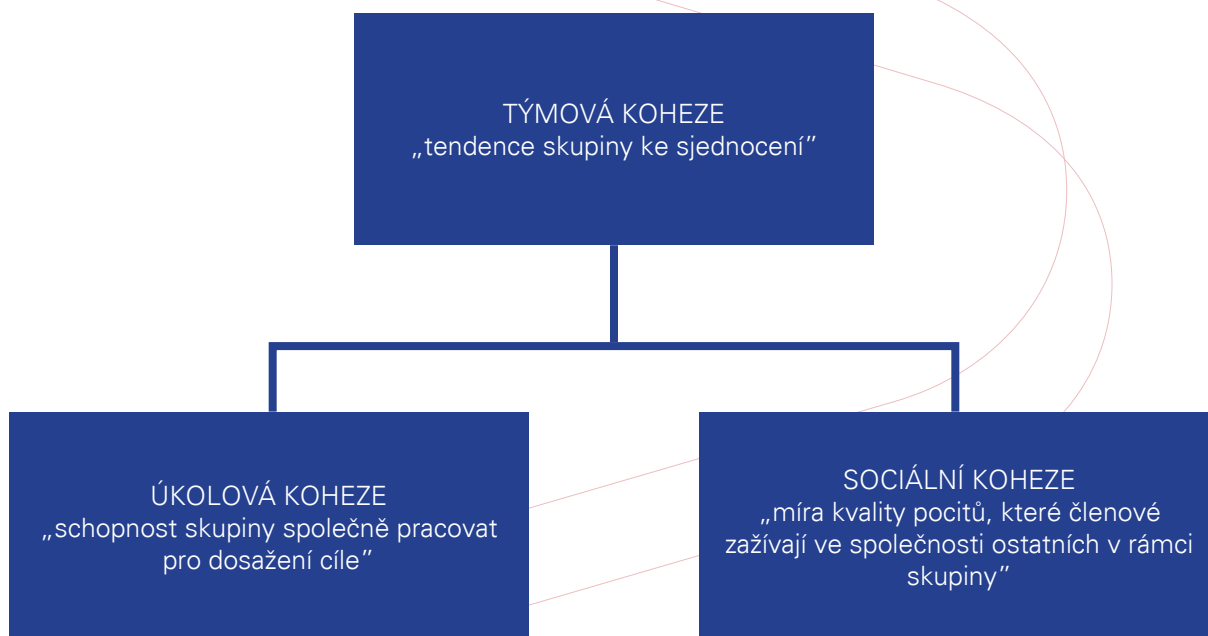 TÝMOVÁ KOHEZE
„tendence skupiny ke sjednocení”
ÚKOLOVÁ KOHEZE
„schopnost skupiny společně pracovat
pro dosažení cíle”
SOCIÁLNÍ KOHEZE
„míra kvality pocitů, které členové
zažívají ve společnosti ostatních v rámci
skupiny”